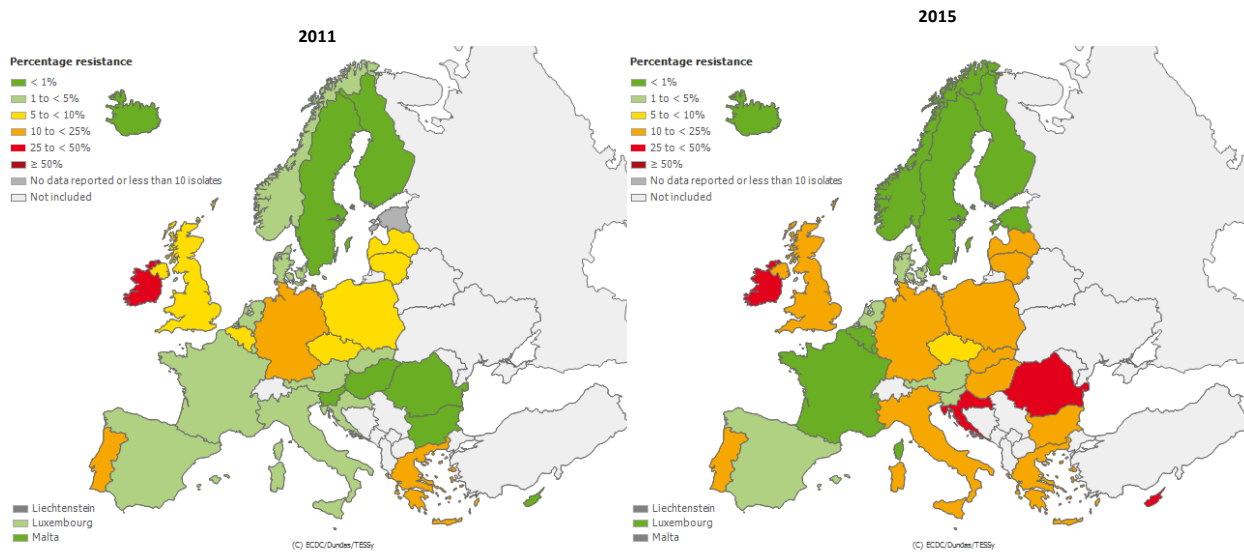 2011
Percentage resistance
< 1%
1 to < 5%
5 to < 10%
10 to < 25%
25 to < 50%
≥ 50%
No data reported or less than 10 isolates
Not included
Liechtenstein
Luxembourg
Malta
(C) ECDC/Dundas/TESSy
2015
Percentage resistance
< 1%
1 to < 5%
5 to < 10%
10 to < 25%
25 to < 50%
≥ 50%
No data reported or less than 10 isolates
Not included
Liechtenstein
Luxembourg
Malta
(C) ECDC/Dundas/TESSy